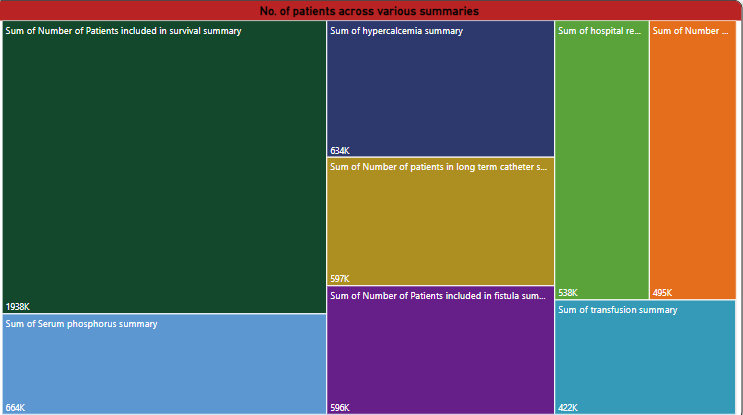 No. of patients across various summaries
Sum of Number of Patients included in survival summary
1938K
Sum of Serum phosphorus summary
664K
Sum of hypercalcemia summary
634K
Sum of Number of patients in long term catheter s...
597K
Sum of Number of Patients included in fistula sum...
596K
Sum of hospital re...
538K
Sum of Number ...
495K
Sum of transfusion summary
422K